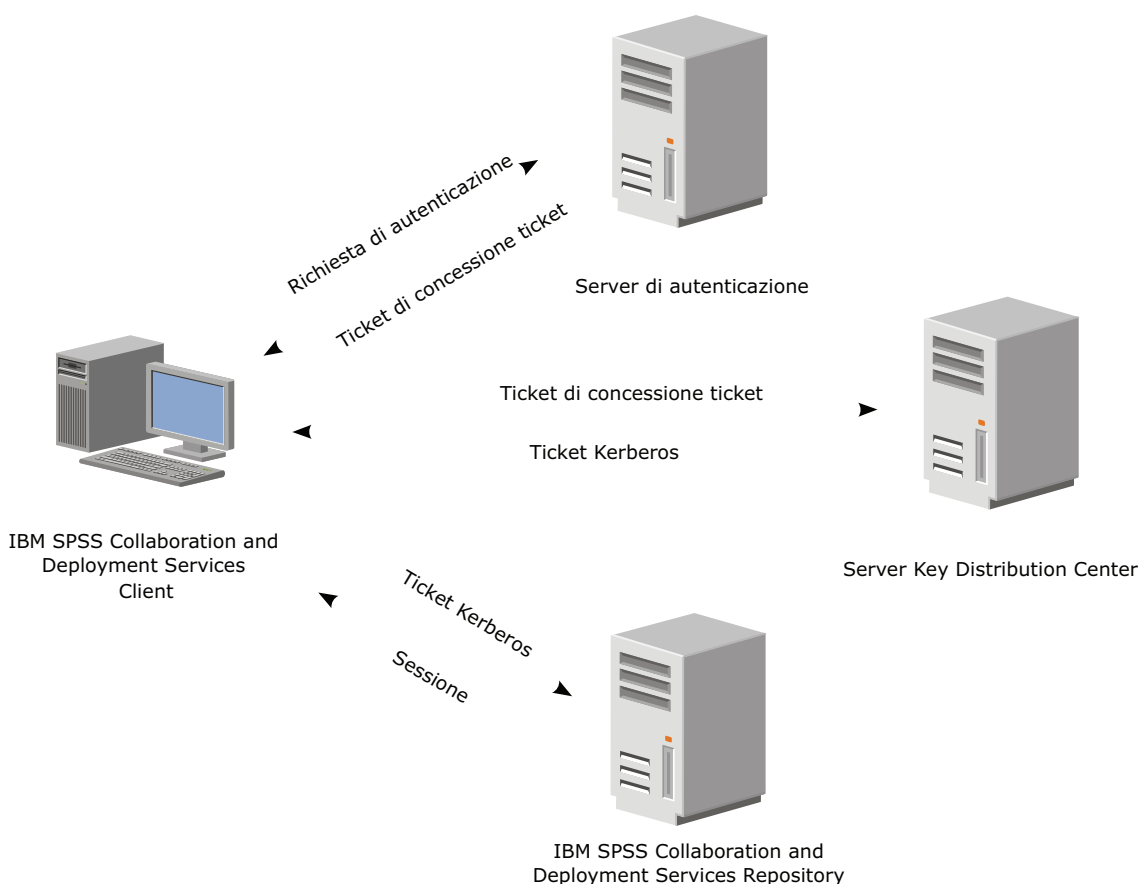 Richiesta di autenticazione
Ticket di concessione ticket
Server di autenticazione
Ticket di concessione ticket
Ticket Kerberos
IBM SPSS Collaboration and
Deployment Services
Client
Server Key Distribution Center
Ticket Kerberos
Sessione
IBM SPSS Collaboration and
Deployment Services Repository